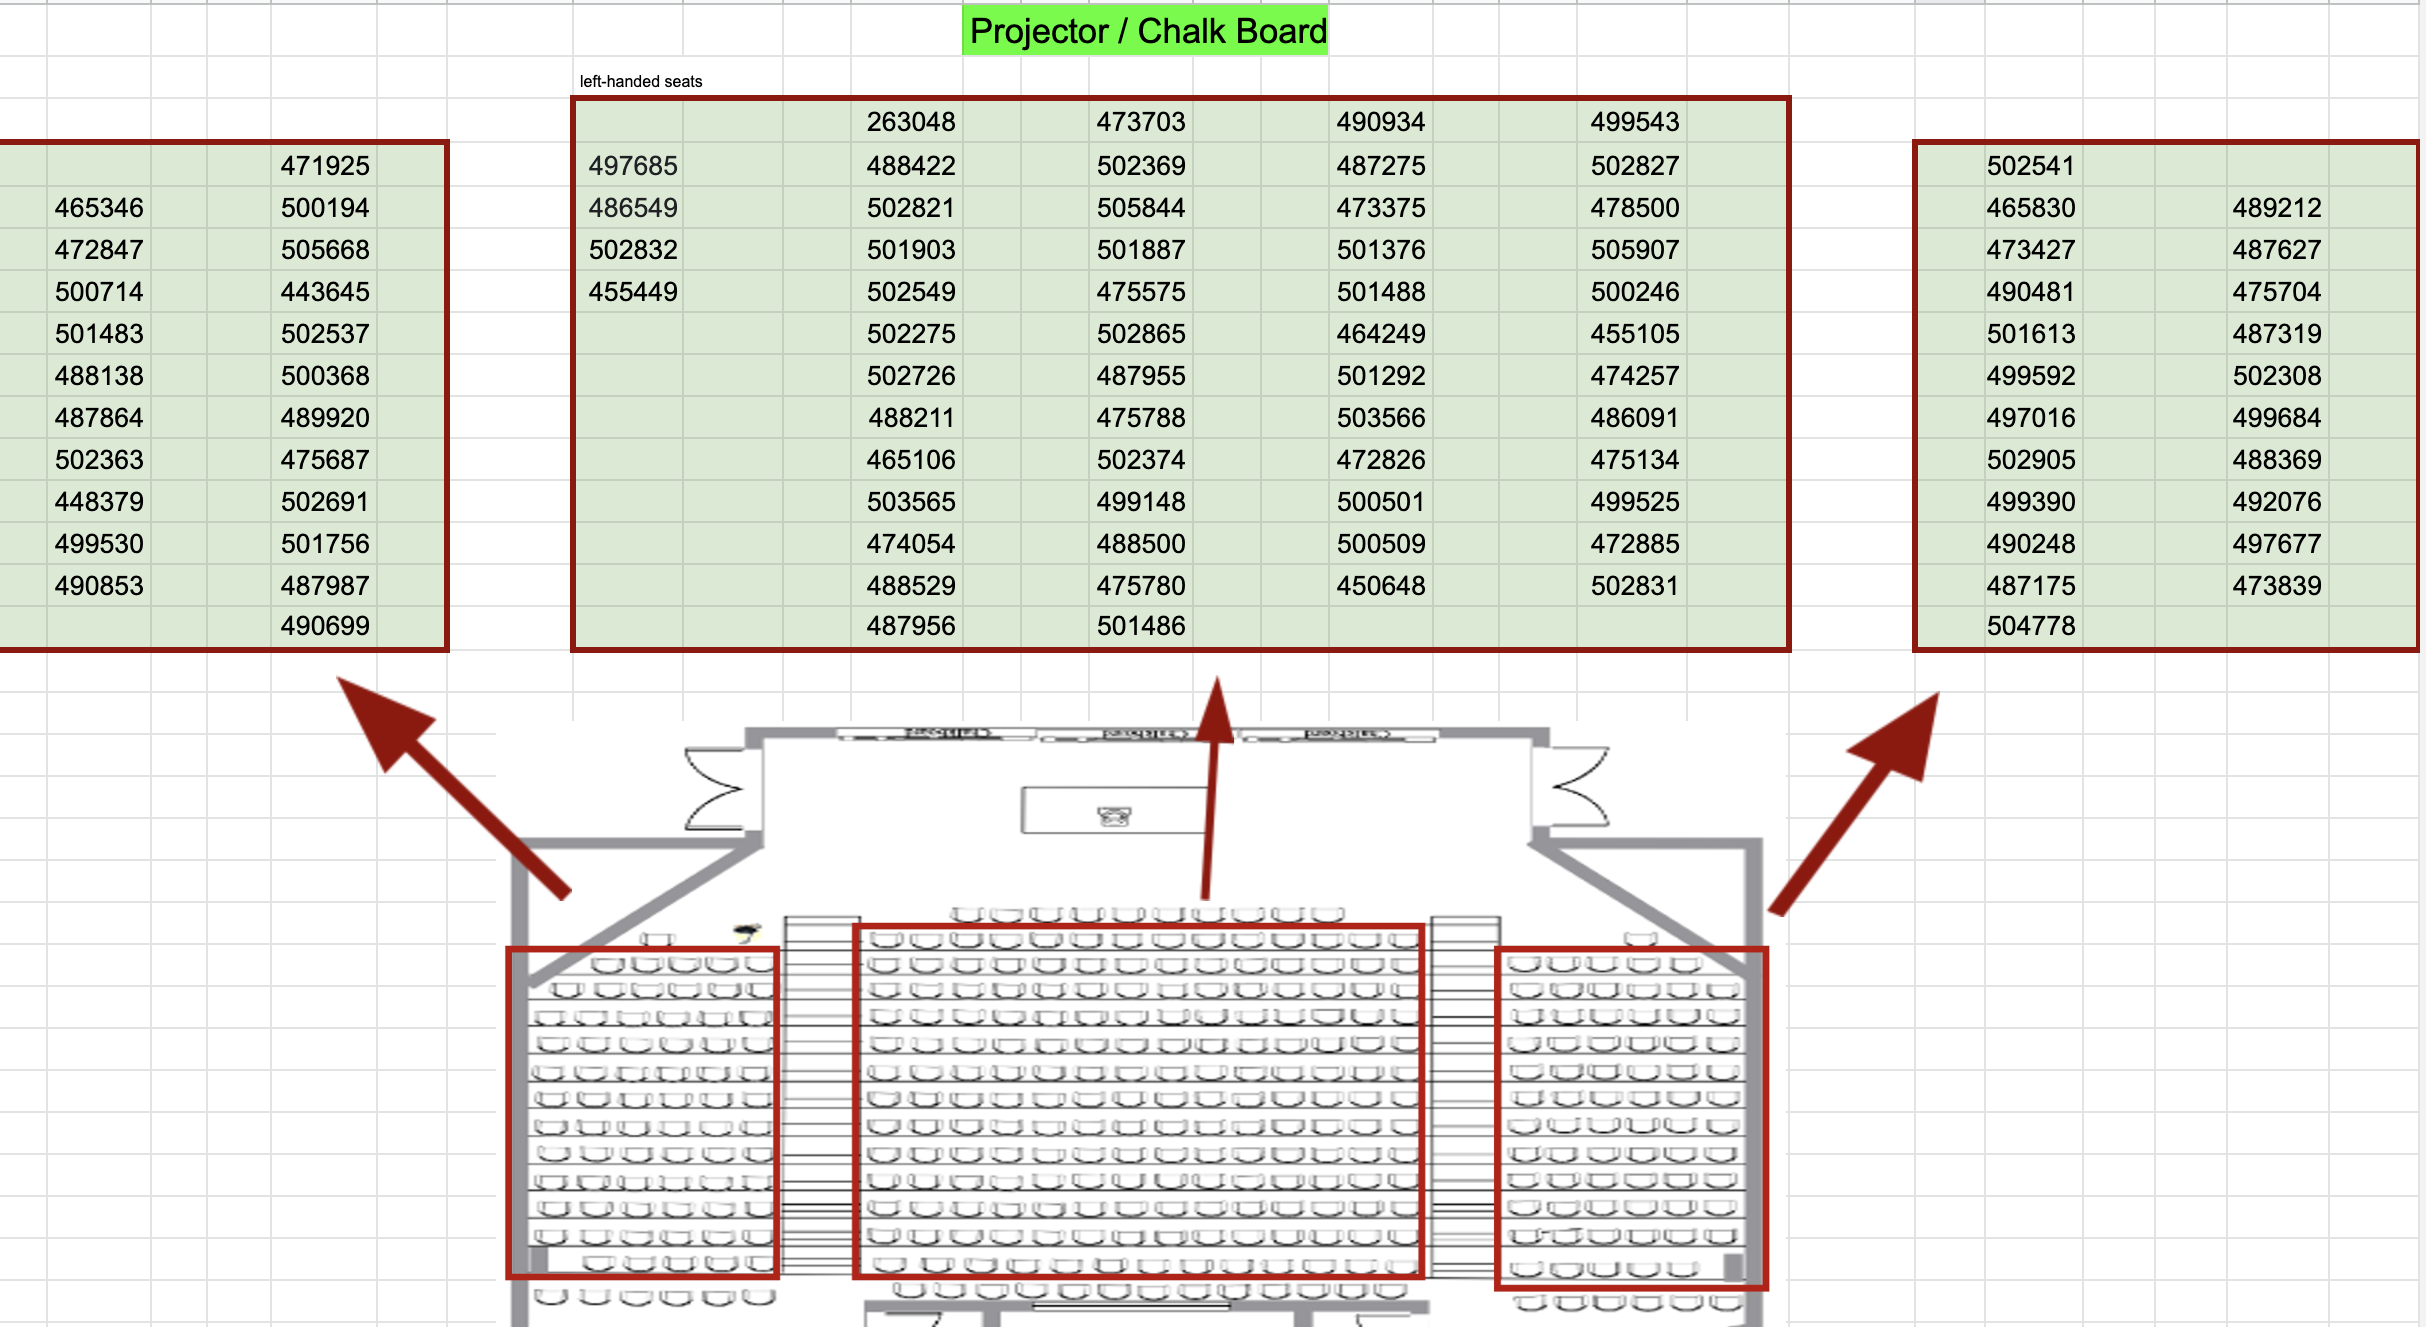 Projector / Chalk Board
left-handed seats
263048 473703 490934 499543
471925 497685 488422 502369 487275 502827 502541
465346 500194 486549 502821 505844 473375 478500 465830 489212
472847 505668 502832 501903 501887 501376 505907 473427 487627
500714 443645 455449 502549 475575 501488 500246 490481 475704
501483 502537 502275 502865 464249 455105 501613 487319
488138 500368 502726 487955 501292 474257 499592 502308
487864 489920 488211 475788 503566 486091 497016 499684
502363 475687 465106 502374 472826 475134 502905 488369
448379 502691 503565 499148 500501 499525 499390 492076
499530 501756 474054 488500 500509 472885 490248 497677
490853 487987 488529 475780 450648 502831 487175 473839
490699 487956 501486 504778